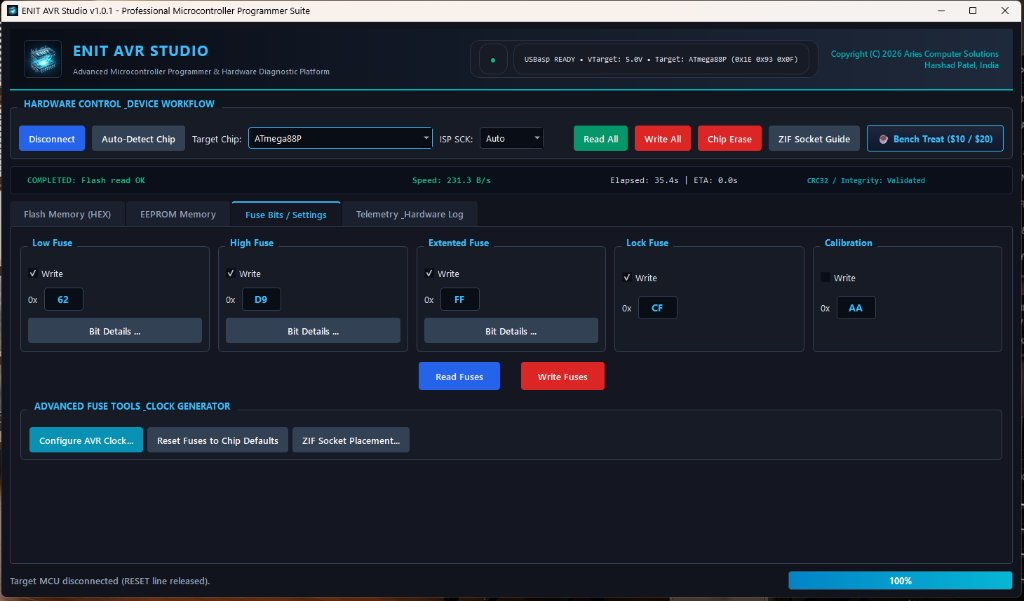 ENIT AVR Studio v1.0.1 - Professional Microcontroller Programmer Suite
ENIT AVR STUDIO
Advanced Microcontroller Programmer & Hardware Diagnostic Platform
USBasp READY • VTarget: 5.0V • Target: ATmega88P (0x1E 0x93 0x0F)
Copyright (C) 2026 Aries Computer Solutions
Harshad Patel, India
HARDWARE CONTROL _DEVICE WORKFLOW
Disconnect
Auto-Detect Chip
Target Chip:
ATmega88P
ISP SCK:
Auto
Read All
Write All
Chip Erase
ZIF Socket Guide
Bench Treat ($10 / $20)
COMPLETED: Flash read OK
Speed: 231.3 B/s
Elapsed: 35.4s | ETA: 0.0s
CRC32 / Integrity: Validated
Flash Memory (HEX)
EEPROM Memory
Fuse Bits / Settings
Telemetry _Hardware Log
Low Fuse
High Fuse
Extented Fuse
Lock Fuse
Calibration
Write
Write
Write
Write
Write
0x 62
0x D9
0x FF
0x CF
0x AA
Bit Details ...
Bit Details ...
Bit Details ...
Read Fuses
Write Fuses
ADVANCED FUSE TOOLS _CLOCK GENERATOR
Configure AVR Clock...
Reset Fuses to Chip Defaults
ZIF Socket Placement...
Target MCU disconnected (RESET line released).
100%